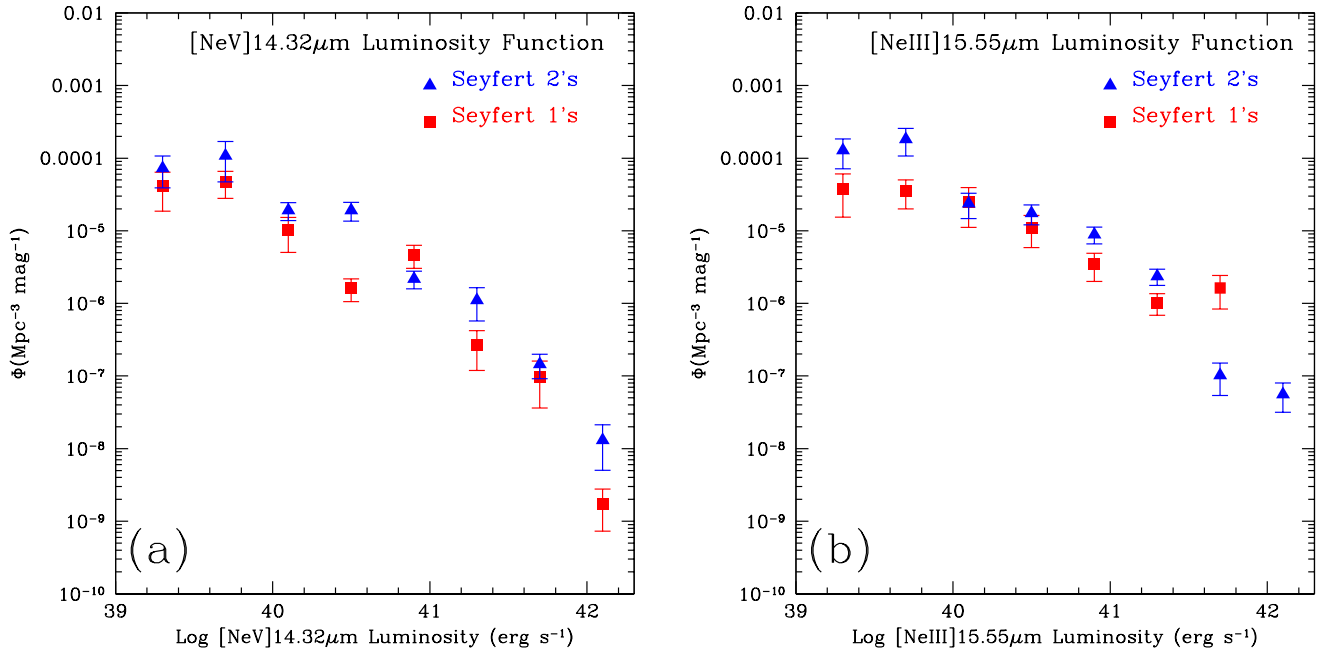 [NeV]14.32μm Luminosity Function
Seyfert 2's
Seyfert 1's
0.01
0.001
0.0001
10⁻⁵
10⁻⁶
10⁻⁷
10⁻⁸
10⁻⁹
10⁻¹⁰
Φ(Mpc⁻³ mag⁻¹)
(a)
39
40
41
42
Log [NeV]14.32μm Luminosity (erg s⁻¹)
[NeIII]15.55μm Luminosity Function
Seyfert 2's
Seyfert 1's
0.01
0.001
0.0001
10⁻⁵
10⁻⁶
10⁻⁷
10⁻⁸
10⁻⁹
10⁻¹⁰
Φ(Mpc⁻³ mag⁻¹)
(b)
39
40
41
42
Log [NeIII]15.55μm Luminosity (erg s⁻¹)